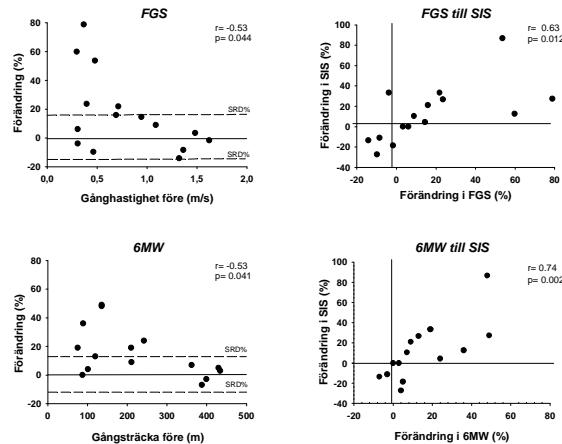 FGS
r= -0.53
p= 0.044
Förändring (%)
100
80
60
40
20
0
-20
SRD%
SRD%
0,0 0,5 1,0 1,5 2,0
Gånghastighet före (m/s)
FGS till SIS
r= 0.63
p= 0.012
Förändring i SIS (%)
100
80
60
40
20
0
-20
-40
-20 0 20 40 60 80
Förändring i FGS (%)
6MW
r= -0.53
p= 0.041
Förändring (%)
100
80
60
40
20
0
-20
SRD%
SRD%
0 100 200 300 400 500
Gångsträcka före (m)
6MW till SIS
r= 0.74
p= 0.002
Förändring i SIS (%)
100
80
60
40
20
0
-20
-40
-20 0 20 40 60 80
Förändring i 6MW (%)